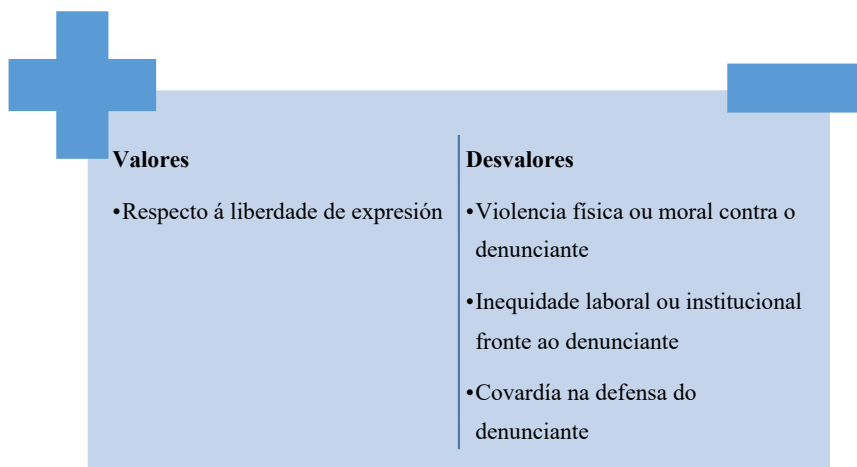 Valores
•Respecto á liberdade de expresión
Desvalores
•Violencia física ou moral contra o
denunciante
•Inequidade laboral ou institucional
fronte ao denunciante
•Covardía na defensa do
denunciante